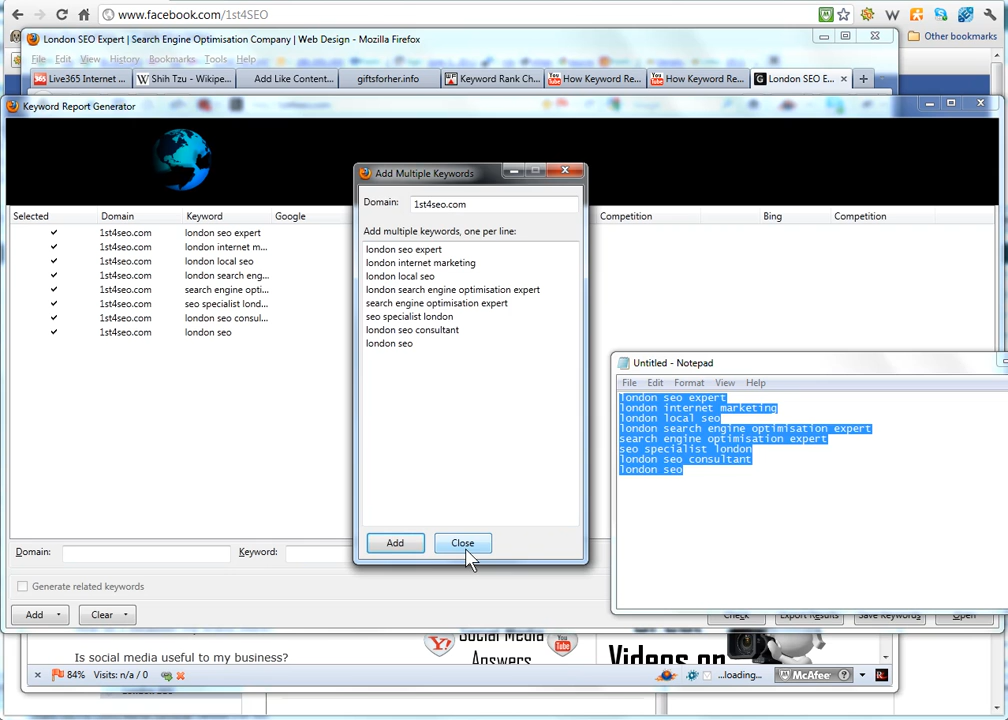 www.facebook.com/1st4SEO
Other bookmarks
London SEO Expert | Search Engine Optimisation Company | Web Design - Mozilla Firefox
File Edit View History Bookmarks Tools Help
Live365 Internet ... Shih Tzu - Wikipe... Add Like Content... giftsforher.info Keyword Rank Ch... How Keyword Re... How Keyword Re... London SEO E...
Keyword Report Generator
Selected Domain Keyword Google Competition Bing Competition
1st4seo.com london seo expert
1st4seo.com london internet m...
1st4seo.com london local seo
1st4seo.com london search eng...
1st4seo.com search engine opti...
1st4seo.com seo specialist lond...
1st4seo.com london seo consul...
1st4seo.com london seo
Add Multiple Keywords
Domain: 1st4seo.com
Add multiple keywords, one per line:
london seo expert
london internet marketing
london local seo
london search engine optimisation expert
search engine optimisation expert
seo specialist london
london seo consultant
london seo
Add Close
Untitled - Notepad
File Edit Format View Help
london seo expert
london internet marketing
london local seo
london search engine optimisation expert
search engine optimisation expert
seo specialist london
london seo consultant
london seo
Domain: Keyword:
Generate related keywords
Add Clear Check Export Results Save Keywords Open
Is social media useful to my business?
Social Media
Answers
You Tube
Videos on
84% Visits: n/a / 0 ...loading... McAfee